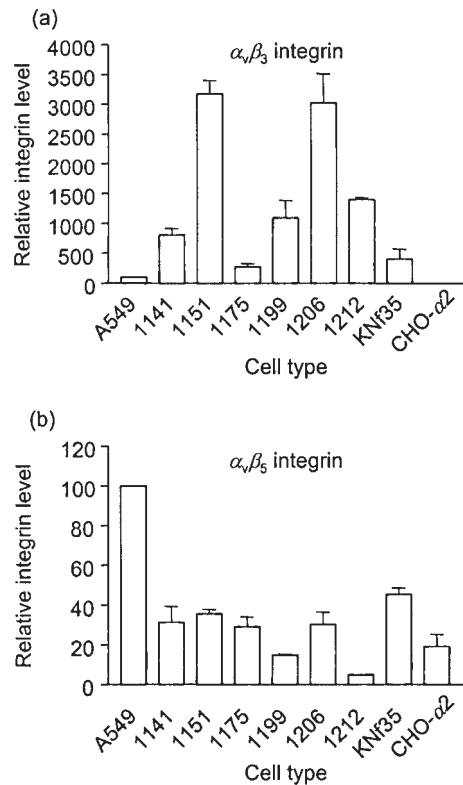 (a)
αvβ3 integrin
Relative integrin level
4000
3500
3000
2500
2000
1500
1000
500
0
A549 1141 1151 1175 1199 1206 1212 KNf35 CHO-α2
Cell type
(b)
αvβ5 integrin
Relative integrin level
120
100
80
60
40
20
0
A549 1141 1151 1175 1199 1206 1212 KNf35 CHO-α2
Cell type